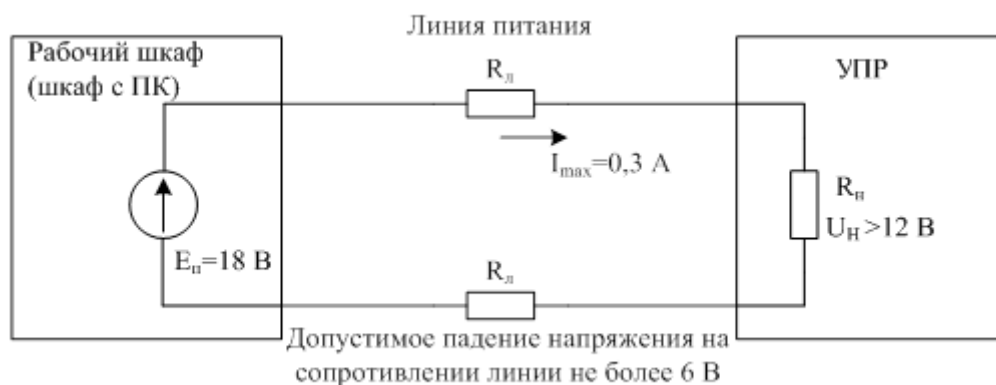 Линия питания
Рабочий шкаф
(шкаф с ПК)
УПР
Rл
Imax=0,3 А
Rн
UН >12 В
Eп=18 В
Rл
Допустимое падение напряжения на
сопротивлении линии не более 6 В